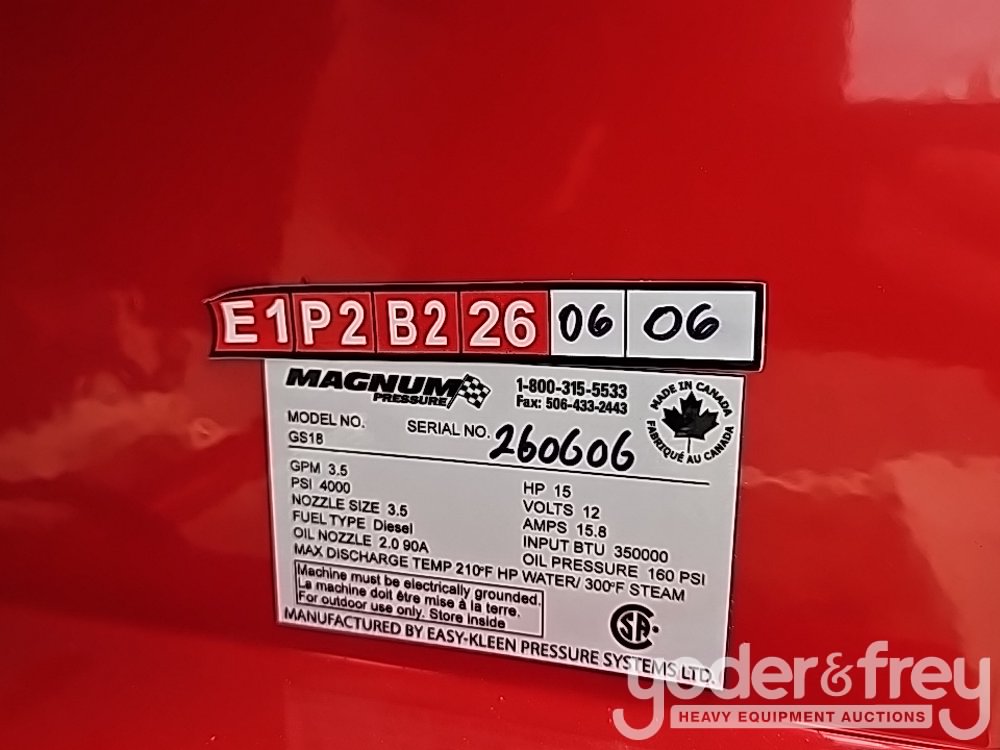 E1 P2 B2 26 06 06
MAGNUM
PRESSURE
1-800-315-5533
Fax: 506-433-2443
MADE IN CANADA
FABRIQUÉ AU CANADA
MODEL NO.
GS18
SERIAL NO. 260606
GPM 3.5
PSI 4000
NOZZLE SIZE 3.5
FUEL TYPE Diesel
OIL NOZZLE 2.0 90A
HP 15
VOLTS 12
AMPS 15.8
INPUT BTU 350000
OIL PRESSURE 160 PSI
MAX DISCHARGE TEMP 210°F HP WATER/ 300°F STEAM
Machine must be electrically grounded.
La machine doit être mise à la terre.
For outdoor use only. Store Inside
SA
MANUFACTURED BY EASY-KLEEN PRESSURE SYSTEMS LTD.
yoder&frey
HEAVY EQUIPMENT AUCTIONS